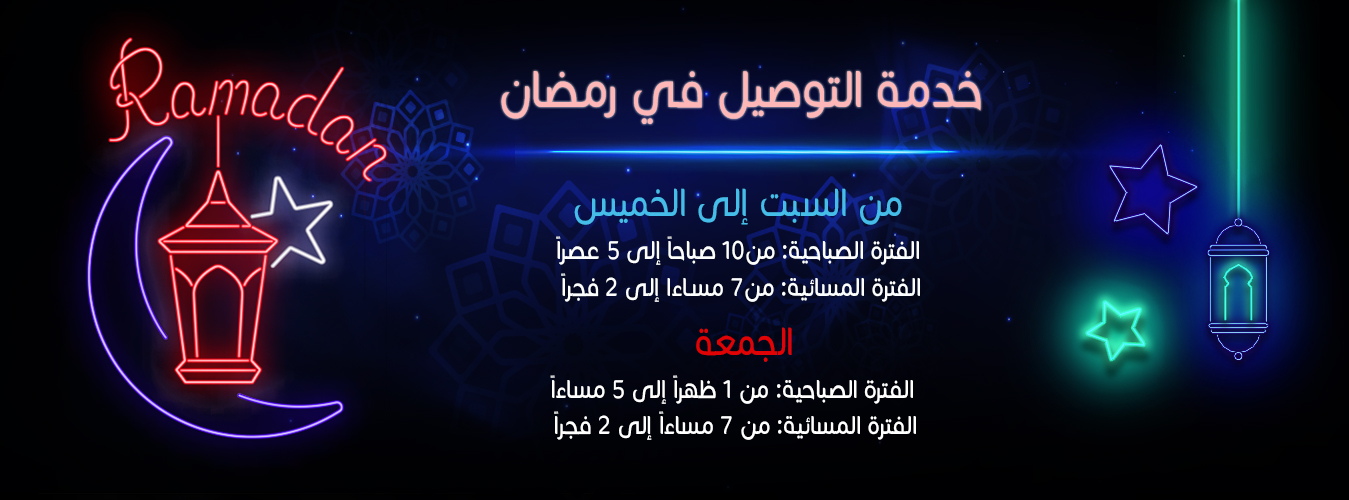 Ramadan
خدمة التوصيل في رمضان
من السبت إلى الخميس
الفترة الصباحية: من10 صباحاً إلى 5 عصراً
الفترة المسائية: من7 مساءا إلى 2 فجراً
الجمعة
الفترة الصباحية: من 1 ظهراً إلى 5 مساءاً
الفترة المسائية: من 7 مساءاً إلى 2 فجراً